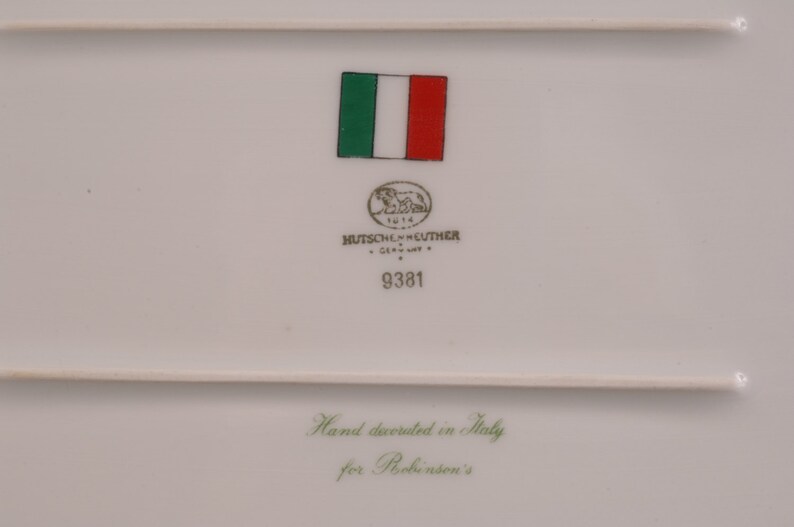 1814
HUTSCHENREUTHER
GERMANY
9381
Hand decorated in Italy
for Robinson's